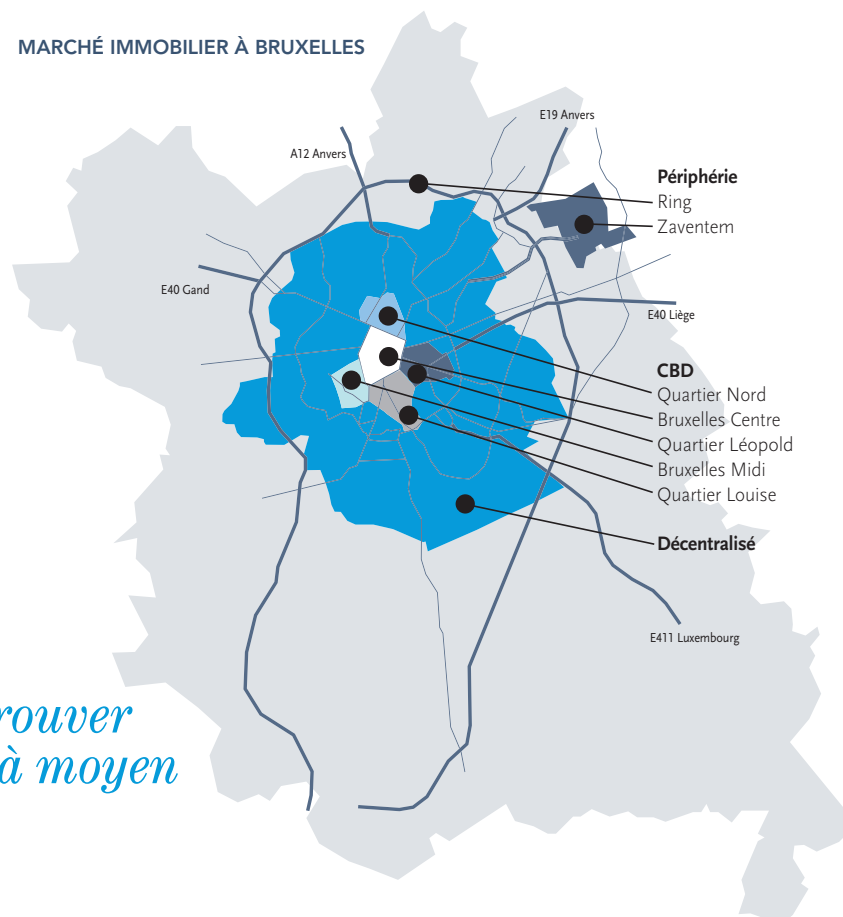 MARCHÉ IMMOBILIER À BRUXELLES
E19 Anvers
A12 Anvers
Périphérie
Ring
Zaventem
E40 Gand
E40 Liège
CBD
Quartier Nord
Bruxelles Centre
Quartier Léopold
Bruxelles Midi
Quartier Louise
Décentralisé
E411 Luxembourg
rouver
à moyen